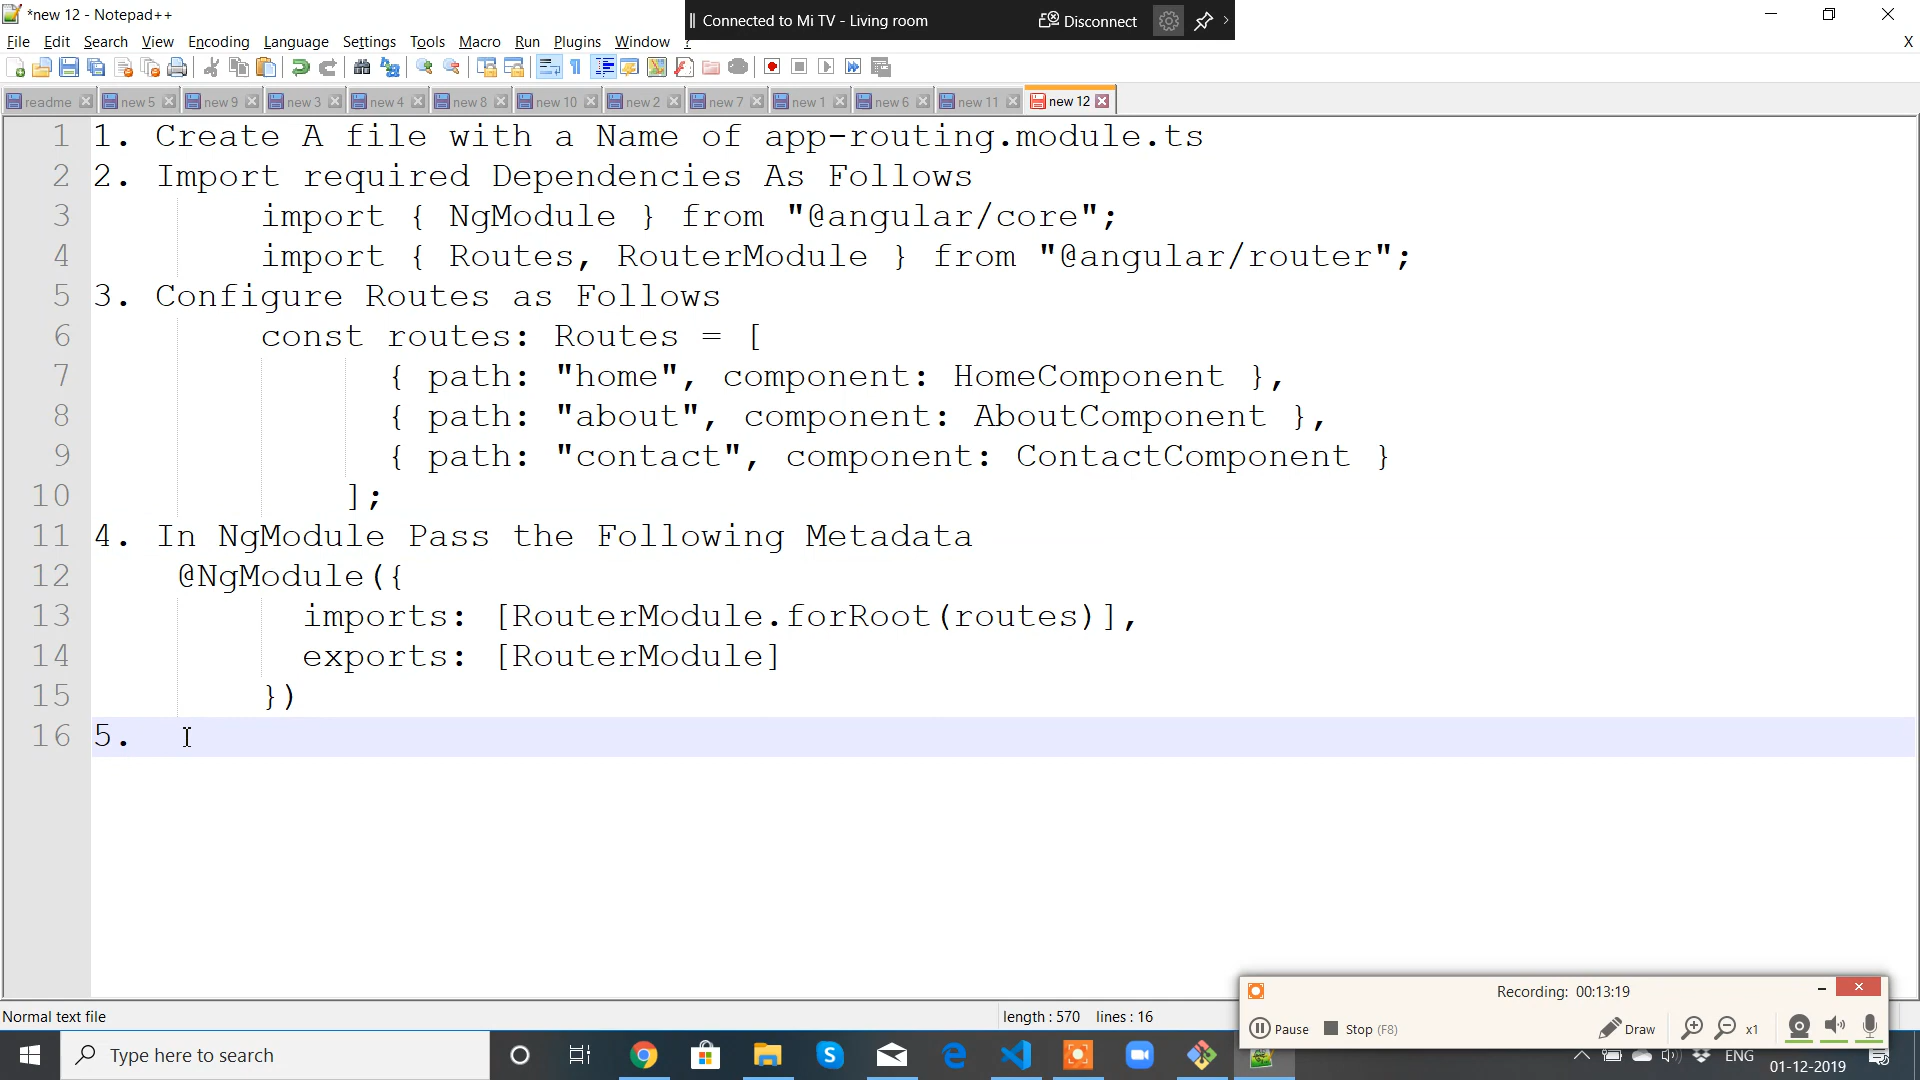 *new 12 - Notepad++
Connected to Mi TV - Living room
Disconnect
File Edit Search View Encoding Language Settings Tools Macro Run Plugins Window ?
X
readme new 5 new 9 new 3 new 4 new 8 new 10 new 2 new 7 new 1 new 6 new 11 new 12
1 1. Create A file with a Name of app-routing.module.ts
2 2. Import required Dependencies As Follows
3 import { NgModule } from "@angular/core";
4 import { Routes, RouterModule } from "@angular/router";
5 3. Configure Routes as Follows
6 const routes: Routes = [
7 { path: "home", component: HomeComponent },
8 { path: "about", component: AboutComponent },
9 { path: "contact", component: ContactComponent }
10 ];
11 4. In NgModule Pass the Following Metadata
12 @NgModule({
13 imports: [RouterModule.forRoot(routes)],
14 exports: [RouterModule]
15 })
16 5.
Recording: 00:13:19
Pause Stop (F8) Draw x1
Normal text file
length : 570 lines : 16
Type here to search
ENG
01-12-2019